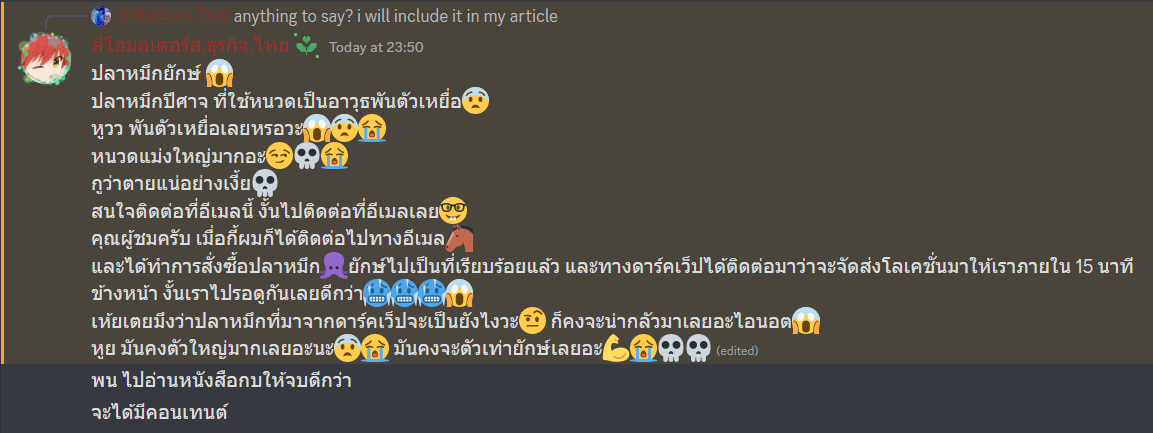 @พ้นย์พน.ไทย anything to say? i will include it in my article
ลีโอมอเตอร์ส.ธุรกิจ.ไทย Today at 23:50
ปลาหมึกยักษ์ 😱
ปลาหมึกปีศาจ ที่ใช้หนวดเป็นอาวุธพันตัวเหยื่อ😨
หูวว พันตัวเหยื่อเลยหรอวะ😱😨😭
หนวดแม่งใหญ่มากอะ😏💀😭
กูว่าตายแน่อย่างเงี้ย💀
สนใจติดต่อที่อีเมลนี้ งั้นไปติดต่อที่อีเมลเลย🤓
คุณผู้ชมครับ เมื่อกี้ผมก็ได้ติดต่อไปทางอีเมล🐴
และได้ทำการสั่งซื้อปลาหมึก🐙ยักษ์ไปเป็นที่เรียบร้อยแล้ว และทางดาร์คเว็ปได้ติดต่อมาว่าจะจัดส่งโลเคชั่นมาให้เราภายใน 15 นาที
ข้างหน้า งั้นเราไปรอดูกันเลยดีกว่า🥶🥶🥶😱
เห้ยเตยมึงว่าปลาหมึกที่มาจากดาร์คเว็ปจะเป็นยังไงวะ🤨 ก็คงจะน่ากลัวมาเลยอะไอนอต😱
หุย มันคงตัวใหญ่มากเลยอะนะ😨😭 มันคงจะตัวเท่ายักษ์เลยอะ💪😭💀💀 (edited)
พน ไปอ่านหนังสือกบให้จบดีกว่า
จะได้มีคอนเทนต์